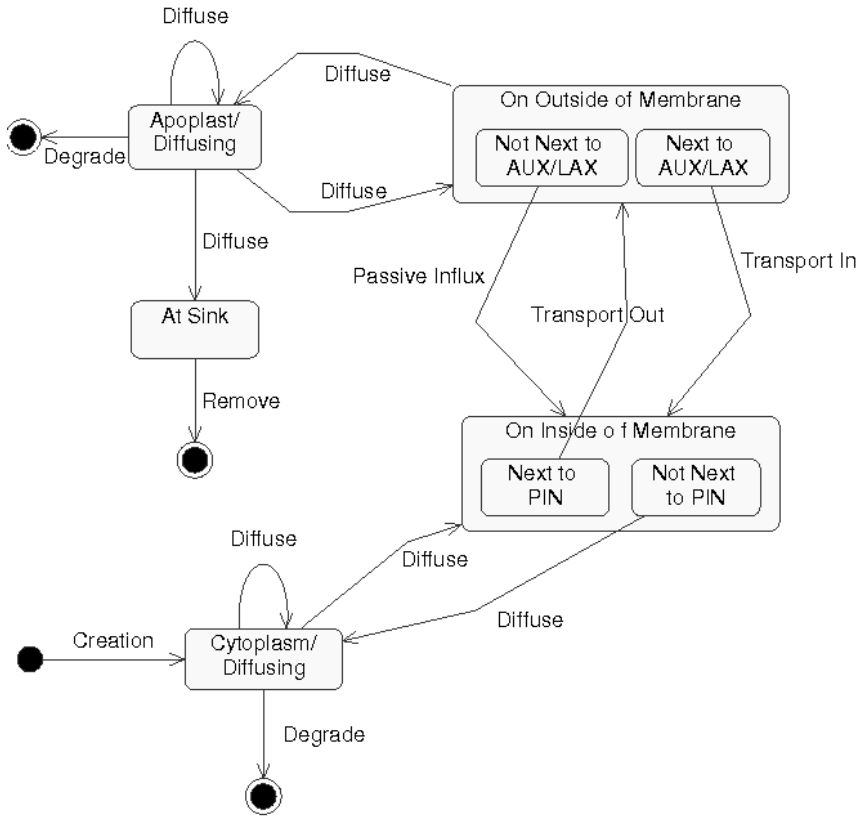 Diffuse
Diffuse
On Outside of Membrane
Apoplast/
Diffusing
Not Next to
AUX/LAX
Next to
AUX/LAX
Degrade
Diffuse
Diffuse
Passive Influx
Transport In
At Sink
Transport Out
Remove
On Inside o f Membrane
Next to
PIN
Not Next
to PIN
Diffuse
Diffuse
Diffuse
Creation
Cytoplasm/
Diffusing
Degrade